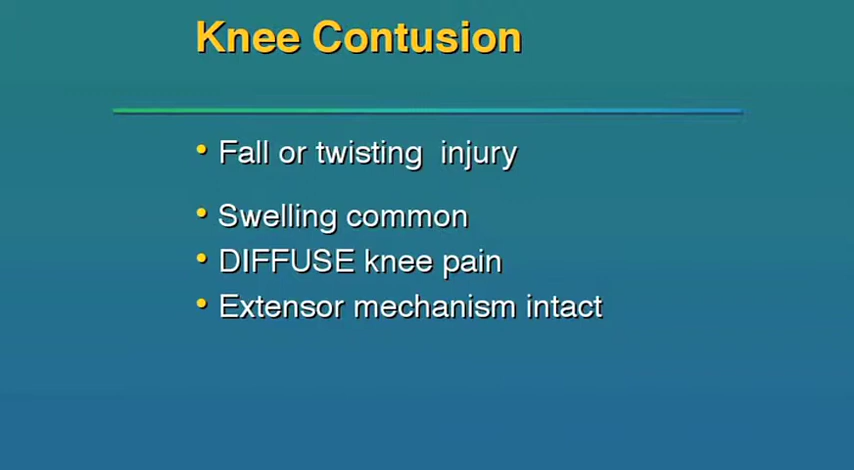 Knee Contusion
• Fall or twisting  injury
• Swelling common
• DIFFUSE knee pain
• Extensor mechanism intact